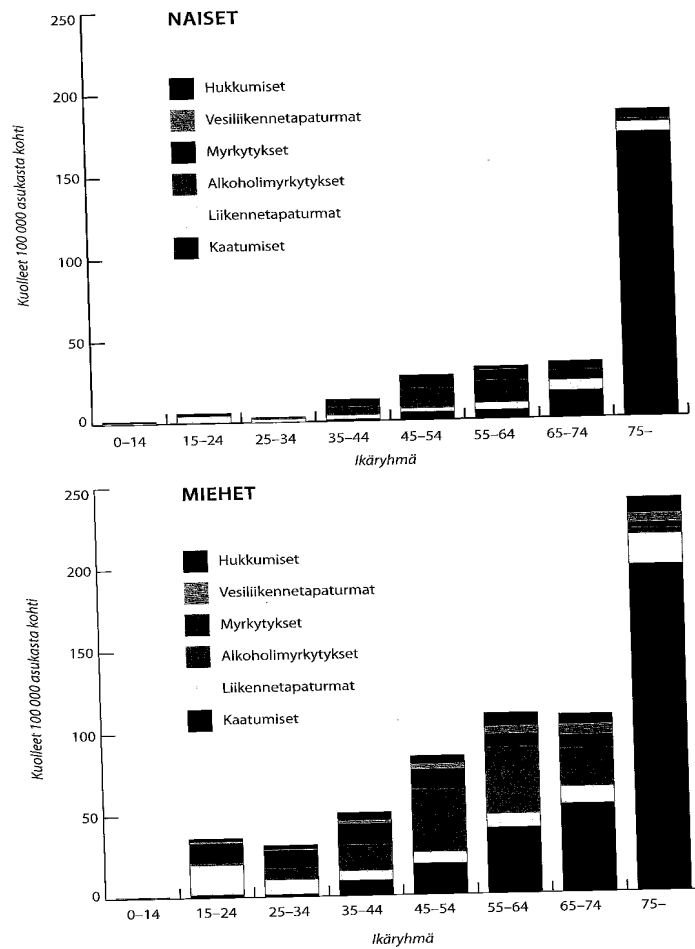 NAISET
250
200
150
100
50
0
Kuolleet 100 000 asukasta kohti
Hukkumiset
Vesiliikennetapaturmat
Myrkytykset
Alkoholimyrkytykset
Liikennetapaturmat
Kaatumiset
0–14 15–24 25–34 35–44 45–54 55–64 65–74 75–
Ikäryhmä
MIEHET
250
200
150
100
50
0
Kuolleet 100 000 asukasta kohti
Hukkumiset
Vesiliikennetapaturmat
Myrkytykset
Alkoholimyrkytykset
Liikennetapaturmat
Kaatumiset
0–14 15–24 25–34 35–44 45–54 55–64 65–74 75–
Ikäryhmä